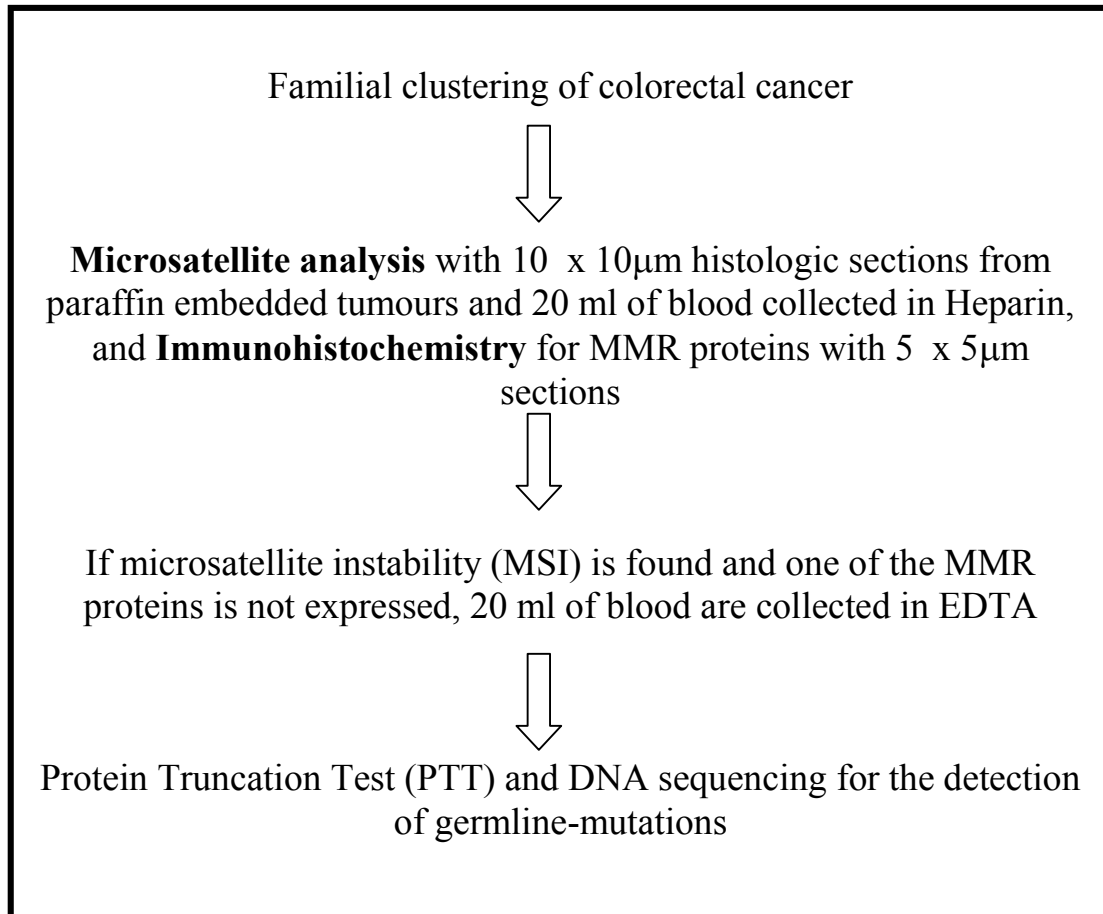 Familial clustering of colorectal cancer
Microsatellite analysis with 10 x 10μm histologic sections from
paraffin embedded tumours and 20 ml of blood collected in Heparin,
and Immunohistochemistry for MMR proteins with 5 x 5μm
sections
If microsatellite instability (MSI) is found and one of the MMR
proteins is not expressed, 20 ml of blood are collected in EDTA
Protein Truncation Test (PTT) and DNA sequencing for the detection
of germline-mutations